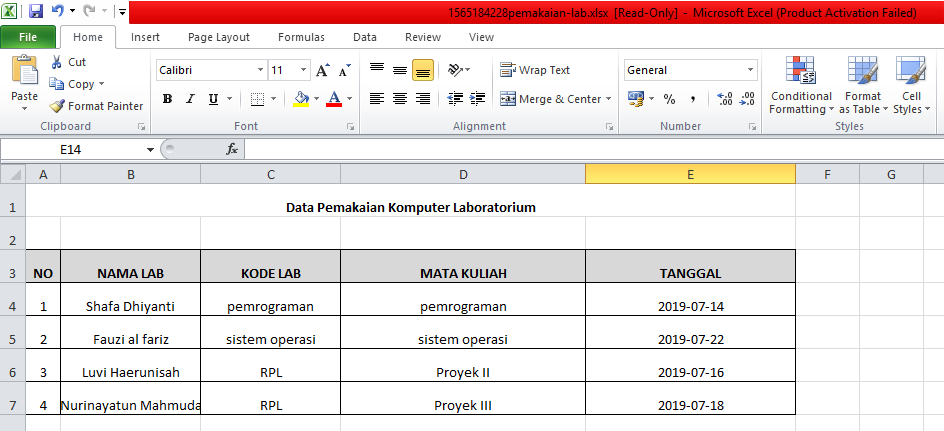 1565184228pemakaian-lab.xlsx [Read-Only] - Microsoft Excel (Product Activation Failed)
File Home Insert Page Layout Formulas Data Review View
Paste
Cut
Copy
Format Painter
Clipboard
Calibri 11 A A
B I U A
Font
Wrap Text
Merge & Center
Alignment
General
% , .0 .00 .00 .0
Number
Conditional Formatting
Format as Table
Cell Styles
Styles
E14 fx
A B C D E F G
1 Data Pemakaian Komputer Laboratorium
2
3 NO NAMA LAB KODE LAB MATA KULIAH TANGGAL
4 1 Shafa Dhiyanti pemrograman pemrograman 2019-07-14
5 2 Fauzi al fariz sistem operasi sistem operasi 2019-07-22
6 3 Luvi Haerunisah RPL Proyek II 2019-07-16
7 4 Nurinayatun Mahmuda RPL Proyek III 2019-07-18